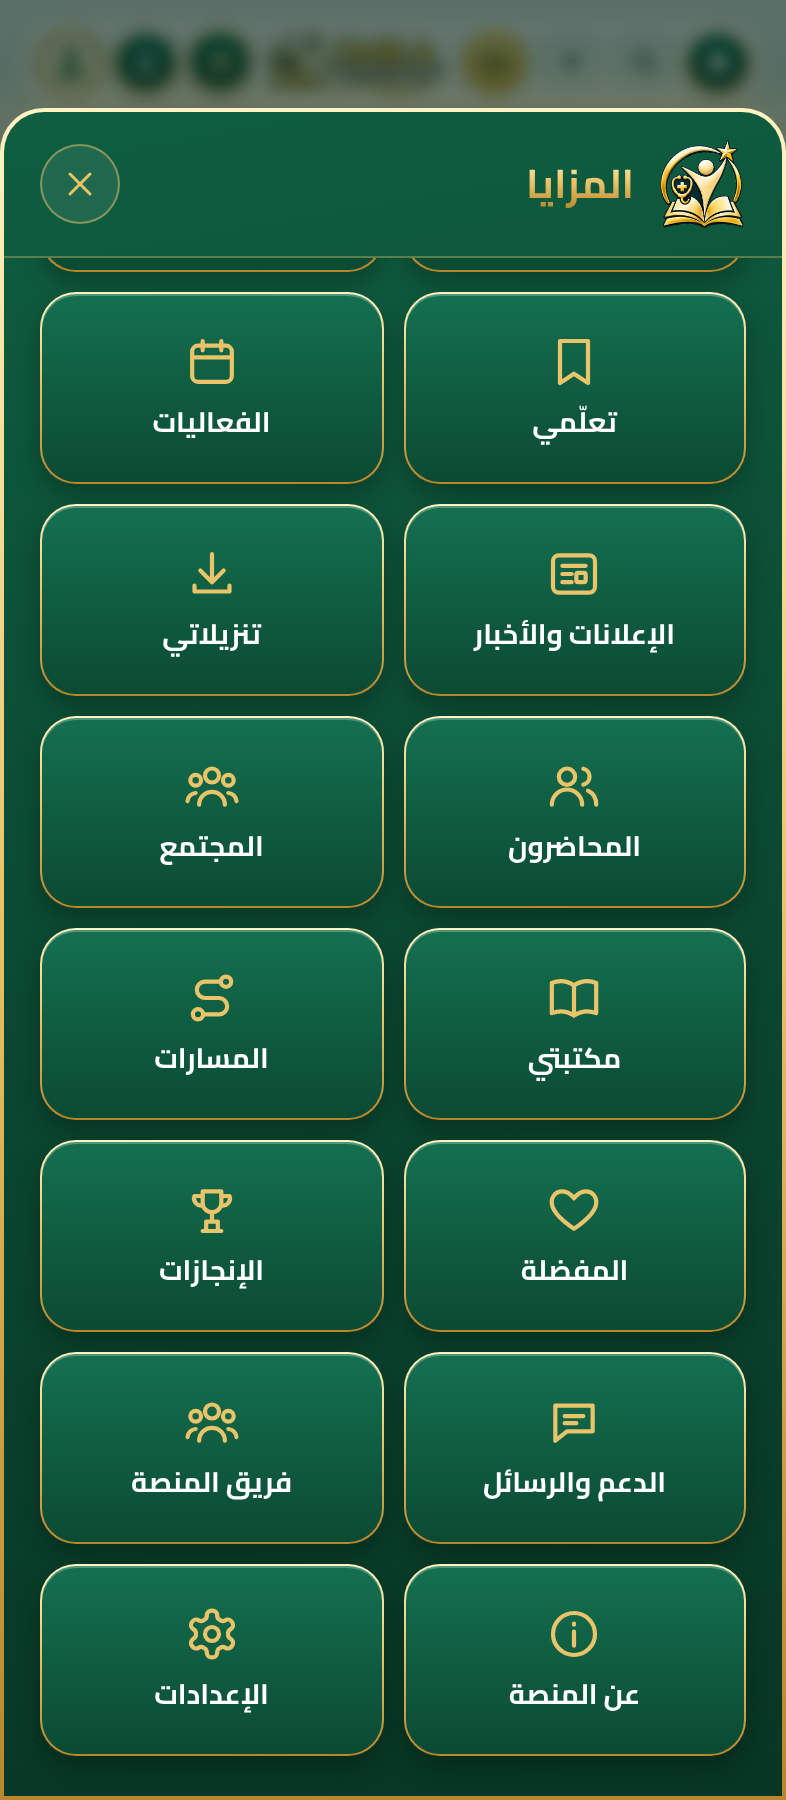 المزايا
تعلّمي
الفعاليات
الإعلانات والأخبار
تنزيلاتي
المحاضرون
المجتمع
مكتبتي
المسارات
المفضلة
الإنجازات
الدعم والرسائل
فريق المنصة
عن المنصة
الإعدادات